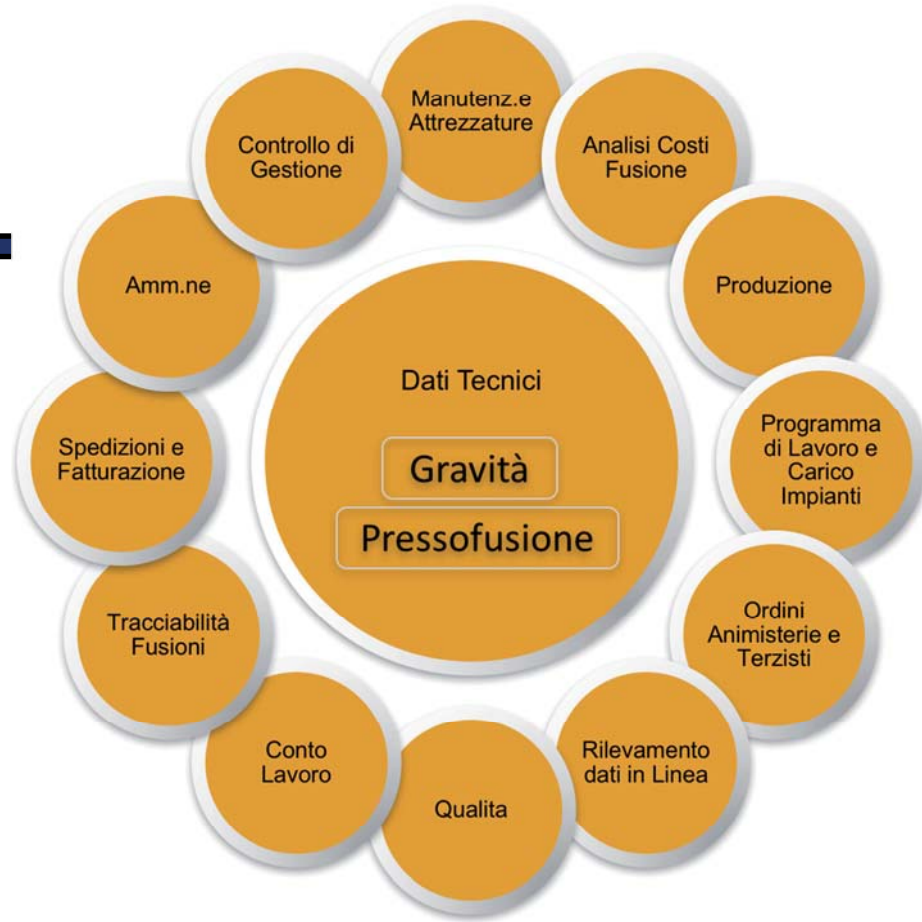 Manutenz.e
Attrezzature
Analisi Costi
Fusione
Produzione
Programma
di Lavoro e
Carico
Impianti
Ordini
Animisterie e
Terzisti
Rilevamento
dati in Linea
Qualita
Conto
Lavoro
Tracciabilità
Fusioni
Spedizioni e
Fatturazione
Amm.ne
Controllo di
Gestione
Dati Tecnici
Gravità
Pressofusione